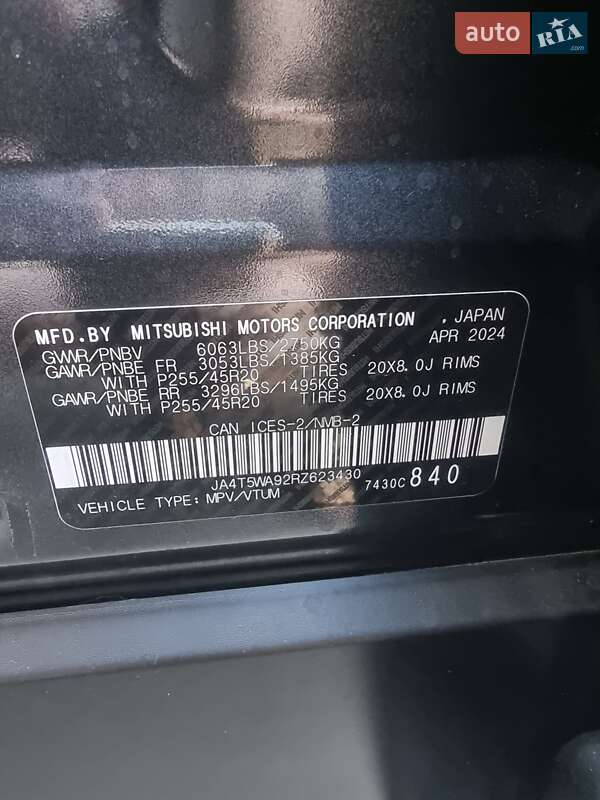 auto RIA .com
MFD.BY MITSUBISHI MOTORS CORPORATION . JAPAN
GVWR/PNBV 6063LBS/2750KG APR 2024
GAWR/PNBE FR 3053LBS/1385KG
WITH P255/45R20 TIRES 20X8.0J RIMS
GAWR/PNBE RR 3296LBS/1495KG
WITH P255/45R20 TIRES 20X8.0J RIMS
CAN ICES-2/NMB-2
JA4T5WA92RZ623430 7430C 840
VEHICLE TYPE: MPV/VTUM